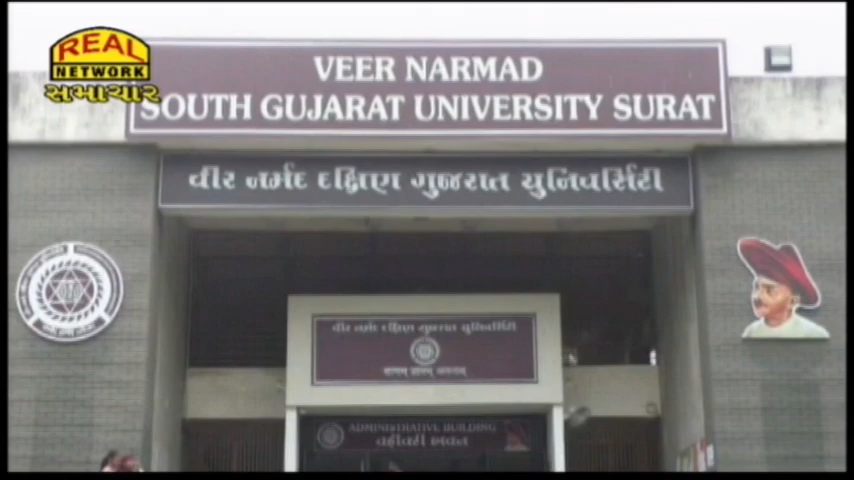 REAL
NETWORK
સમાચાર
VEER NARMAD
SOUTH GUJARAT UNIVERSITY SURAT
વીર નર્મદ દક્ષિણ ગુજરાત યુનિવર્સિટી
વીર નર્મદ દક્ષિણ ગુજરાત યુનિવર્સિટી
ADMINISTRATIVE BUILDING
વહીવટી ભવન